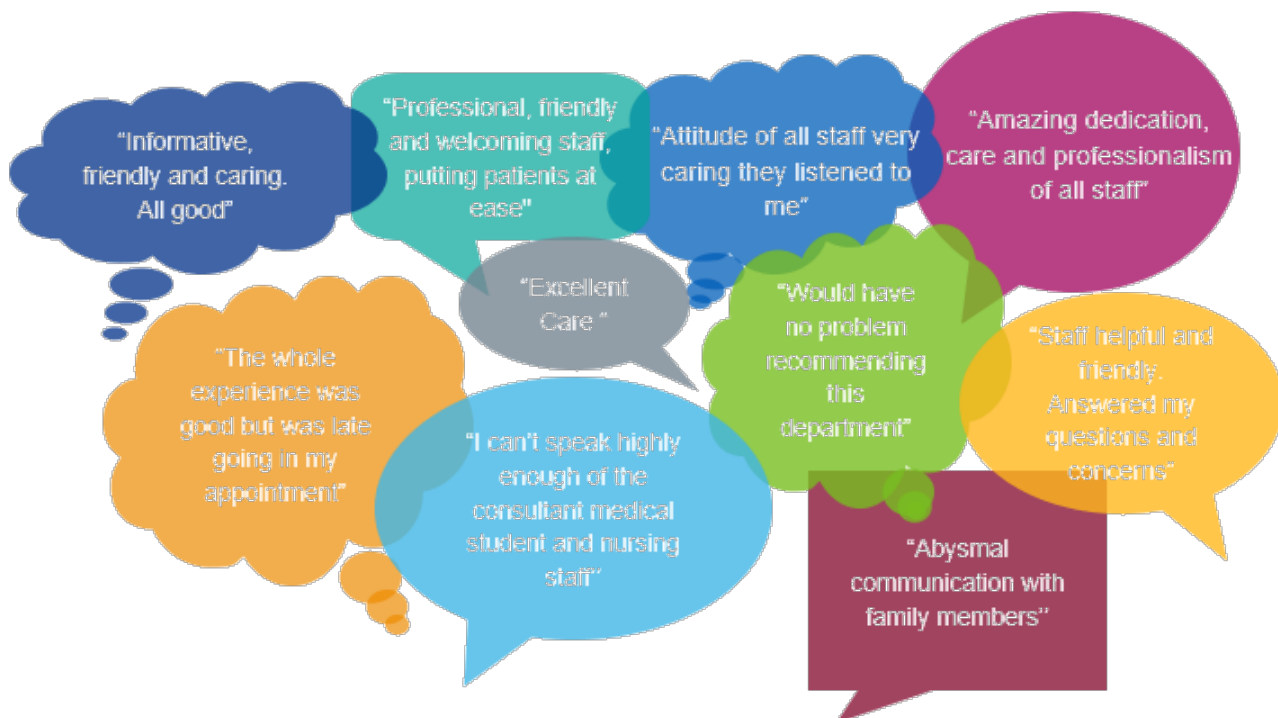 “Informative,
friendly and caring.
All good”
“Professional, friendly
and welcoming staff,
putting patients at
ease"
“Attitude of all staff very
caring they listened to
me”
“Amazing dedication,
care and professionalism
of all staff”
“Excellent
Care ”
“Would have
no problem
recommending
this
department”
“Staff helpful and
friendly.
Answered my
questions and
concerns”
“The whole
experience was
good but was late
going in my
appointment”
“I can’t speak highly
enough of the
consultant medical
student and nursing
staff”
“Abysmal
communication with
family members”